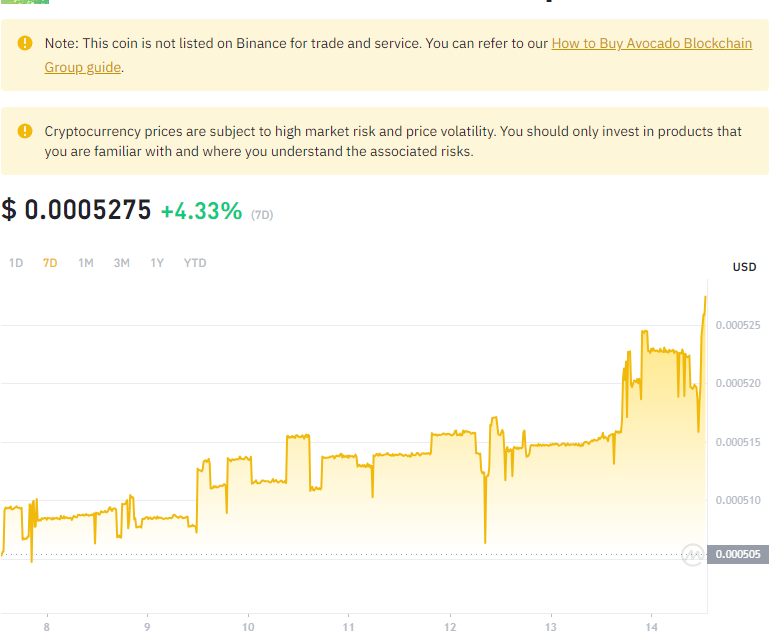 Note: This coin is not listed on Binance for trade and service. You can refer to our How to Buy Avocado Blockchain
Group guide.
Cryptocurrency prices are subject to high market risk and price volatility. You should only invest in products that
you are familiar with and where you understand the associated risks.
$ 0.0005275 +4.33% (7D)
1D 7D 1M 3M 1Y YTD
USD
0.000525
0.000520
0.000515
0.000510
0.000505
8 9 10 11 12 13 14